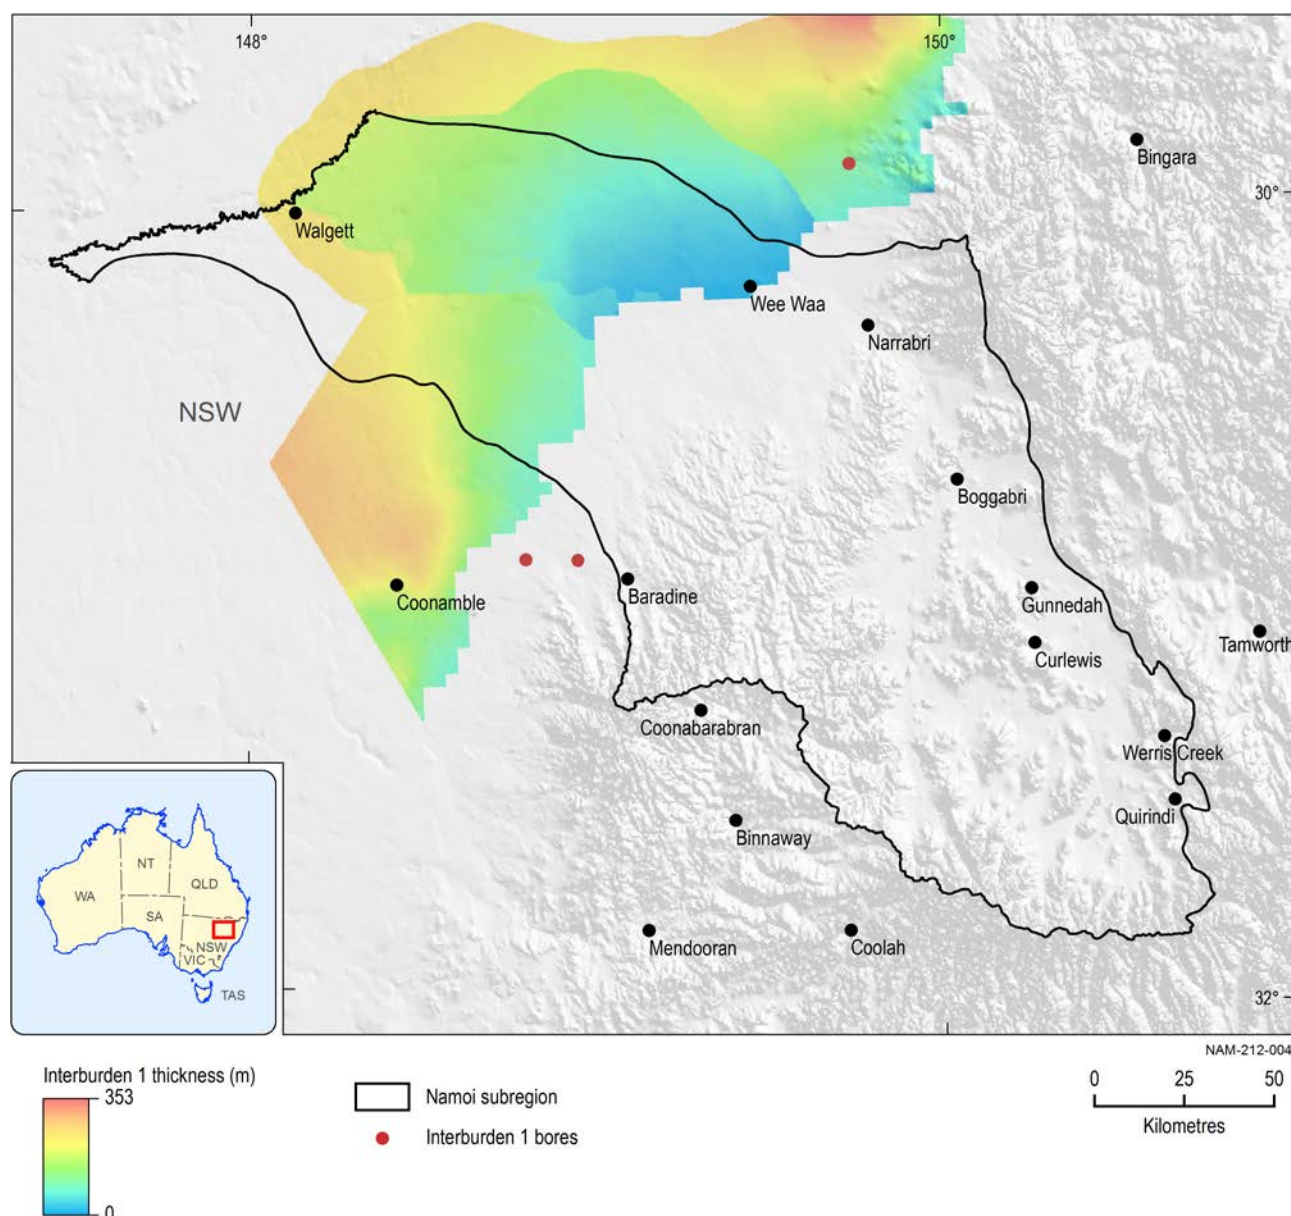 148°
150°
Bingara
30°
Walgett
Wee Waa
Narrabri
NSW
Boggabri
Coonamble
Baradine
Gunnedah
Tamworth
Curlewis
Coonabarabran
Werris Creek
Quirindi
Binnaway
Mendooran
Coolah
32°
NT
WA
QLD
SA
NSW
VIC
TAS
NAM-212-004
Interburden 1 thickness (m)
353
0
Namoi subregion
Interburden 1 bores
0 25 50
Kilometres